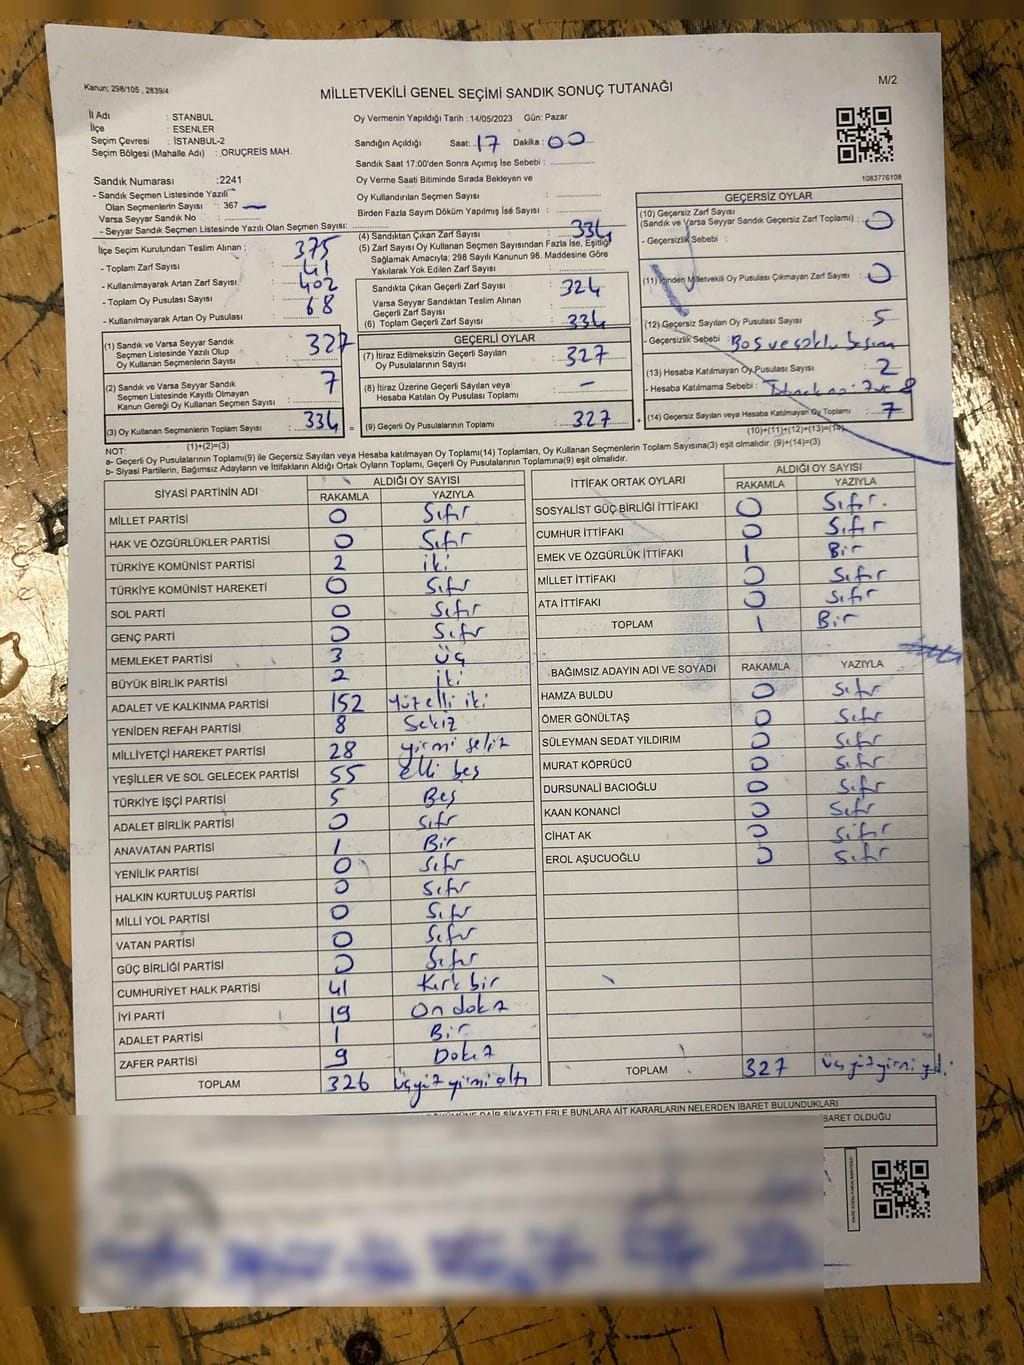 Kanun; 298/105 , 2839/4
M/2
MİLLETVEKİLİ GENEL SEÇİMİ SANDIK SONUÇ TUTANAĞI
İl Adı : STANBUL
İlçe : ESENLER
Seçim Çevresi : İSTANBUL-2
Seçim Bölgesi (Mahalle Adı) : ORUÇREİS MAH.
Oy Vermenin Yapıldığı Tarih : 14/05/2023 Gün: Pazar
Sandığın Açıldığı Saat: 17 Dakika : 00
Sandık Saat 17:00'den Sonra Açımış İse Sebebi :
Oy Verme Saati Bitiminde Sırada Bekleyen ve
Oy Kullandırılan Seçmen Sayısı :
Birden Fazla Sayım Döküm Yapılmış İse Sayısı :
1083776108
Sandık Numarası :2241
- Sandık Seçmen Listesinde Yazılı
Olan Seçmenlerin Sayısı : 367
Varsa Seyyar Sandık No :
- Seyyar Sandık Seçmen Listesinde Yazılı Olan Seçmen Sayısı:
İlçe Seçim Kurulundan Teslim Alınan ;
- Toplam Zarf Sayısı : 375
- Kullanılmayarak Artan Zarf Sayısı : 41
- Toplam Oy Pusulası Sayısı : 402
- Kullanılmayarak Artan Oy Pusulası : 68
(1) Sandık ve Varsa Seyyar Sandık
Seçmen Listesinde Yazılı Olup
Oy Kullanan Seçmenlerin Sayısı : 327
(2) Sandık ve Varsa Seyyar Sandık
Seçmen Listesinde Kayıtlı Olmayan
Kanun Gereği Oy Kullanan Seçmen Sayısı : 7
(3) Oy Kullanan Seçmenlerin Toplam Sayısı : 334
(1)+(2)=(3)
(4) Sandıktan Çıkan Zarf Sayısı : 334
(5) Zarf Sayısı Oy Kullanan Seçmen Sayısından Fazla İse, Eşitliği
Sağlamak Amacıyla; 298 Sayılı Kanunun 98. Maddesine Göre
Yakılarak Yok Edilen Zarf Sayısı :
Sandıkta Çıkan Geçerli Zarf Sayısı : 324
Varsa Seyyar Sandıktan Teslim Alınan
Geçerli Zarf Sayısı :
(6) Toplam Geçerli Zarf Sayısı : 334
GEÇERLİ OYLAR
(7) İtiraz Edilmeksizin Geçerli Sayılan
Oy Pusulalarının Sayısı : 327
(8) İtiraz Üzerine Geçerli Sayılan veya
Hesaba Katılan Oy Pusulası Toplamı : -
(9) Geçerli Oy Pusulalarının Toplamı : 327
GEÇERSİZ OYLAR
(10) Geçersiz Zarf Sayısı
(Sandık ve Varsa Seyyar Sandık Geçersiz Zarf Toplamı) : 0
- Geçersizlik Sebebi :
(11) İçinden Milletvekili Oy Pusulası Çıkmayan Zarf Sayısı : 0
(12) Geçersiz Sayılan Oy Pusulası Sayısı : 5
- Geçersizlik Sebebi : Boş ve
(13) Hesaba Katılmayan Oy Pusulası Sayısı : 2
- Hesaba Katılmama Sebebi :
(14) Geçersiz Sayılan veya Hesaba Katılmayan Oy Toplamı : 7
(10)+(11)+(12)+(13)=(14)
NOT:
a- Geçerli Oy Pusulalarının Toplamı(9) ile Geçersiz Sayılan veya Hesaba Katılmayan Oy Toplamı(14) Toplamları, Oy Kullanan Seçmenlerin Toplam Sayısına(3) eşit olmalıdır. (9)+(14)=(3)
b- Siyasi Partilerin, Bağımsız Adayların ve İttifakların Aldığı Ortak Oyların Toplamı, Geçerli Oy Pusulalarının Toplamına(9) eşit olmalıdır.
SİYASİ PARTİNİN ADI ALDIĞI OY SAYISI
RAKAMLA YAZIYLA
MİLLET PARTİSİ 0 Sıfır
HAK VE ÖZGÜRLÜKLER PARTİSİ 0 Sıfır
TÜRKİYE KOMÜNİST PARTİSİ 2 iki
TÜRKİYE KOMÜNİST HAREKETİ 0 Sıfır
SOL PARTİ 0 Sıfır
GENÇ PARTİ 0 Sıfır
MEMLEKET PARTİSİ 3 üç
BÜYÜK BİRLİK PARTİSİ 2 iki
ADALET VE KALKINMA PARTİSİ 152 yüz elli iki
YENİDEN REFAH PARTİSİ 8 Sekiz
MİLLİYETÇİ HAREKET PARTİSİ 28 yirmi sekiz
YEŞİLLER VE SOL GELECEK PARTİSİ 55 elli beş
TÜRKİYE İŞÇİ PARTİSİ 5 Beş
ADALET BİRLİK PARTİSİ 0 Sıfır
ANAVATAN PARTİSİ 1 Bir
YENİLİK PARTİSİ 0 Sıfır
HALKIN KURTULUŞ PARTİSİ 0 Sıfır
MİLLİ YOL PARTİSİ 0 Sıfır
VATAN PARTİSİ 0 Sıfır
GÜÇ BİRLİĞİ PARTİSİ 0 Sıfır
CUMHURİYET HALK PARTİSİ 41 Kırk bir
İYİ PARTİ 19 On dokuz
ADALET PARTİSİ 1 Bir
ZAFER PARTİSİ 9 Dokuz
TOPLAM 326 üçyüz yirmi altı
İTTİFAK ORTAK OYLARI ALDIĞI OY SAYISI
RAKAMLA YAZIYLA
SOSYALİST GÜÇ BİRLİĞİ İTTİFAKI 0 Sıfır.
CUMHUR İTTİFAKI 0 Sıfır
EMEK VE ÖZGÜRLÜK İTTİFAKI 1 Bir
MİLLET İTTİFAKI 0 Sıfır
ATA İTTİFAKI 0 Sıfır
TOPLAM 1 Bir
BAĞIMSIZ ADAYIN ADI VE SOYADI RAKAMLA YAZIYLA
HAMZA BULDU 0 Sıfır
ÖMER GÖNÜLTAŞ 0 Sıfır
SÜLEYMAN SEDAT YILDIRIM 0 Sıfır
MURAT KÖPRÜCÜ 0 Sıfır
DURSUNALİ BACIOĞLU 0 Sıfır
KAAN KONANCİ 0 Sıfır
CİHAT AK 0 Sıfır
EROL AŞUCUOĞLU 0 Sıfır
TOPLAM 327 üç yüz yirmi yd.
DÖKÜMÜNE DAİR ŞİKAYETLERLE BUNLARA AİT KARARLARIN NELERDEN İBARET BULUNDUKLARI
İBARET OLDUĞU